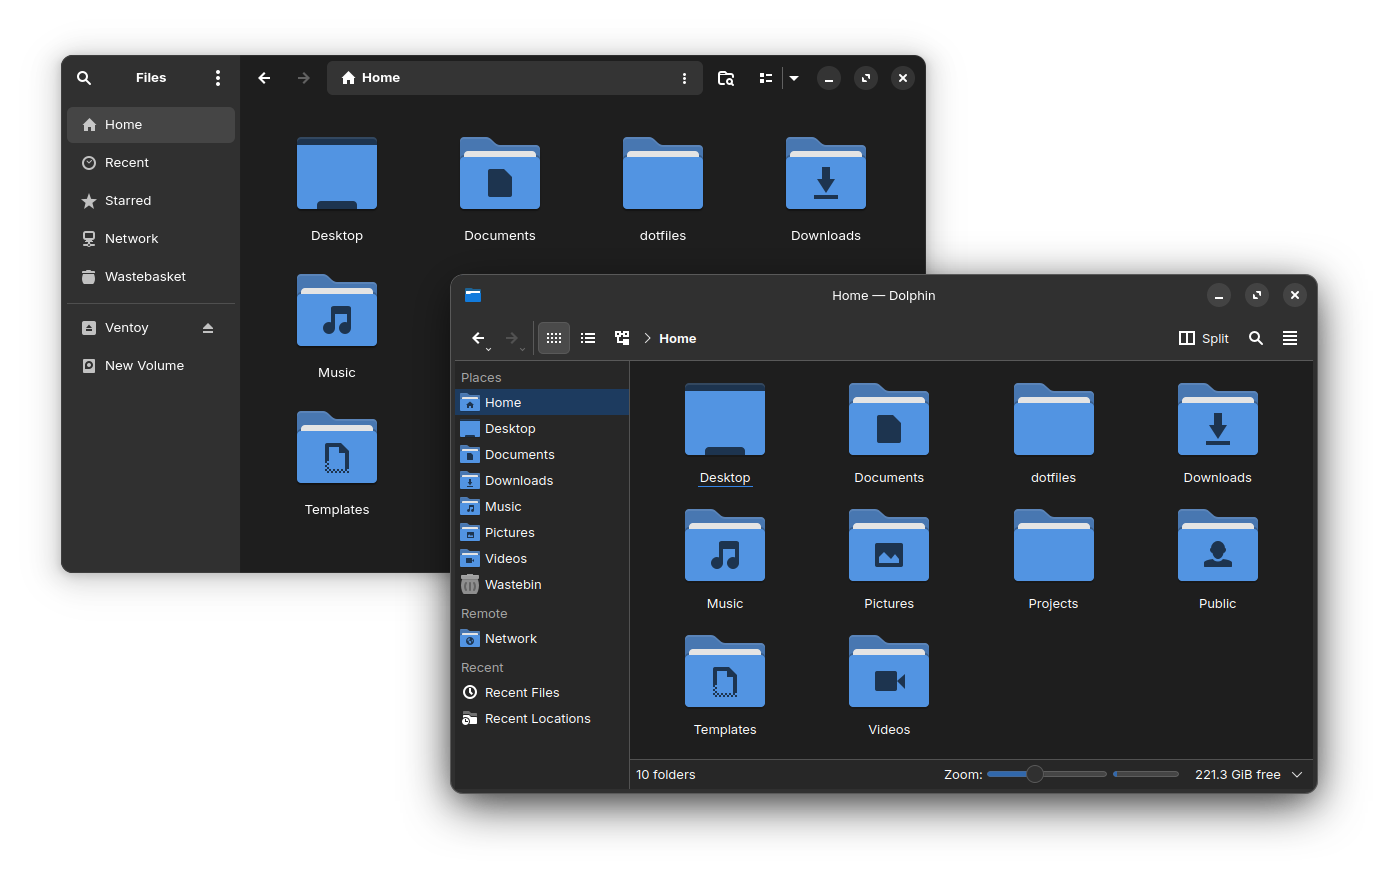 Files
Home
Home
Recent
Starred
Network
Wastebasket
Ventoy
New Volume
Desktop
Documents
dotfiles
Downloads
Music
Templates
Home — Dolphin
Home
Split
Places
Home
Desktop
Documents
Downloads
Music
Pictures
Videos
Wastebin
Remote
Network
Recent
Recent Files
Recent Locations
Desktop
Documents
dotfiles
Downloads
Music
Pictures
Projects
Public
Templates
Videos
10 folders
Zoom:
221.3 GiB free